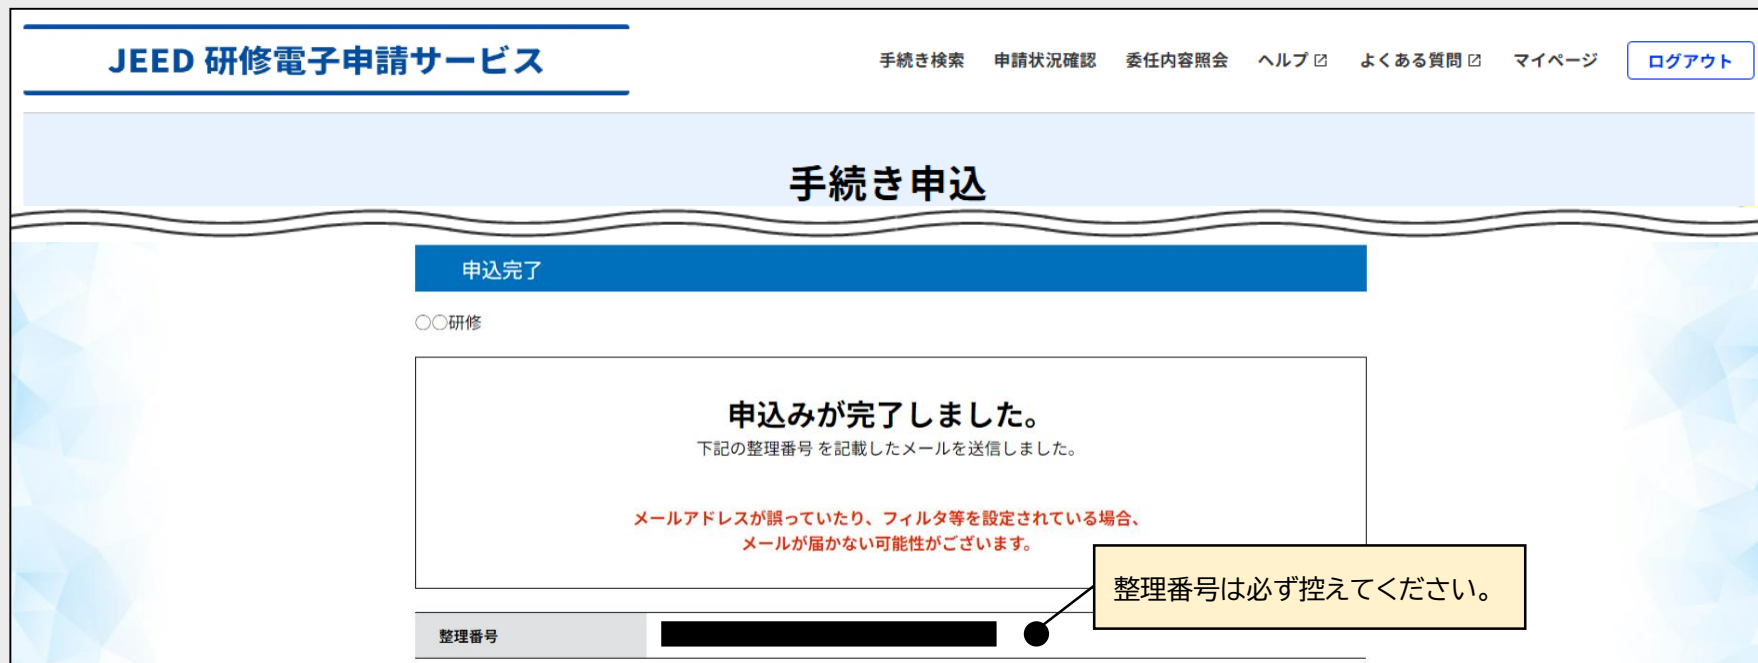 JEED 研修電子申請サービス
手続き検索 申請状況確認 委任内容照会 ヘルプ よくある質問 マイページ ログアウト
手続き申込
申込完了
○○研修
申込みが完了しました。
下記の整理番号 を記載したメールを送信しました。
メールアドレスが誤っていたり、フィルタ等を設定されている場合、
メールが届かない可能性がございます。
整理番号は必ず控えてください。
整理番号